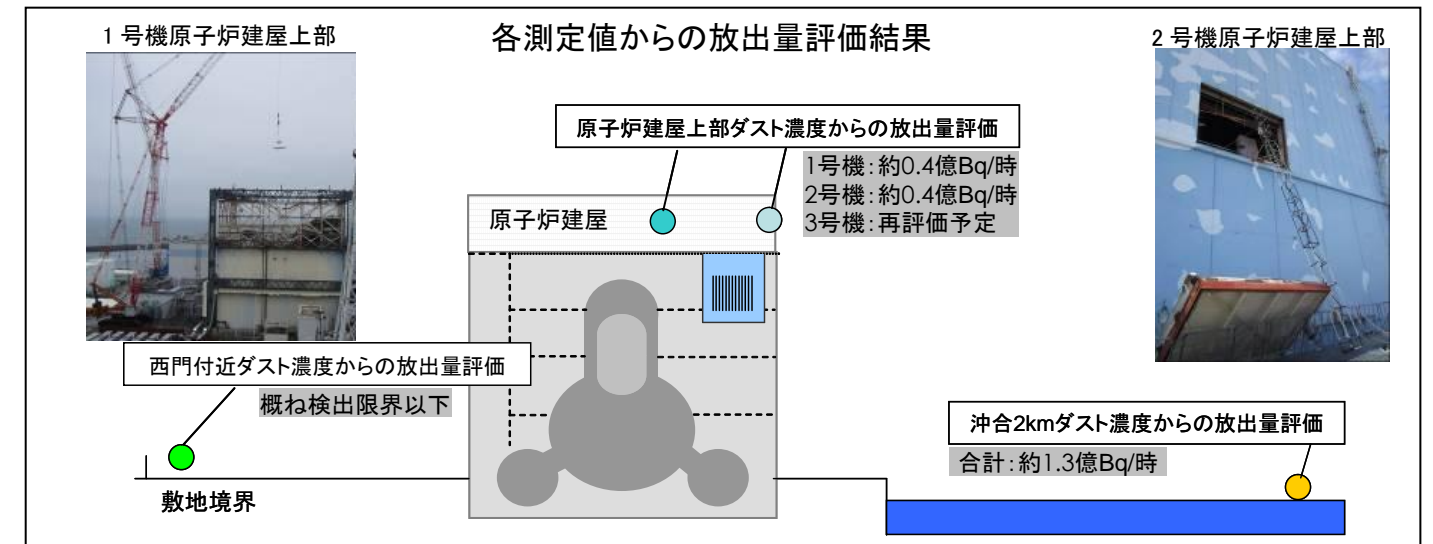 各測定値からの放出量評価結果
1号機原子炉建屋上部
2号機原子炉建屋上部
原子炉建屋上部ダスト濃度からの放出量評価
1号機:約0.4億Bq/時
2号機:約0.4億Bq/時
3号機:再評価予定
原子炉建屋
西門付近ダスト濃度からの放出量評価
概ね検出限界以下
沖合2kmダスト濃度からの放出量評価
合計:約1.3億Bq/時
敷地境界